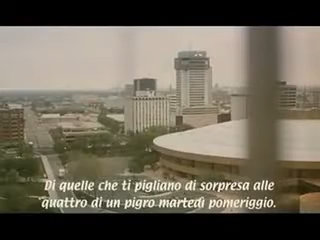 Di quelle che ti pigliano di sorpresa alle
quattro di un pigro martedì pomeriggio.